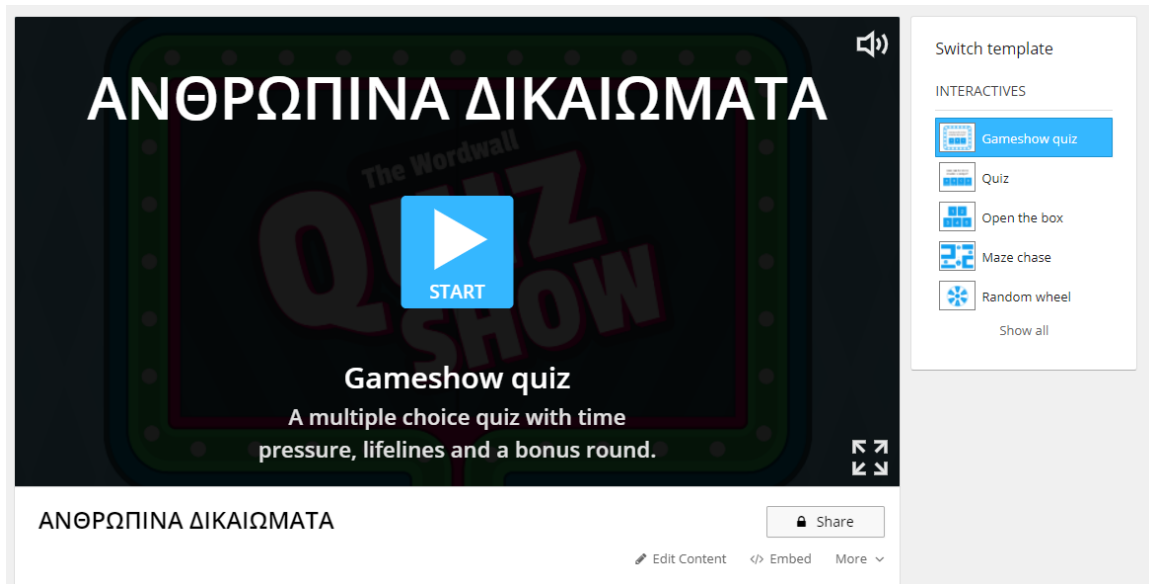 ΑΝΘΡΩΠΙΝΑ ΔΙΚΑΙΩΜΑΤΑ
The Wordwall
QUIZ
SHOW
START
Gameshow quiz
A multiple choice quiz with time
pressure, lifelines and a bonus round.
ΑΝΘΡΩΠΙΝΑ ΔΙΚΑΙΩΜΑΤΑ
Share
Edit Content </> Embed More
Switch template
INTERACTIVES
Gameshow quiz
Quiz
Open the box
Maze chase
Random wheel
Show all